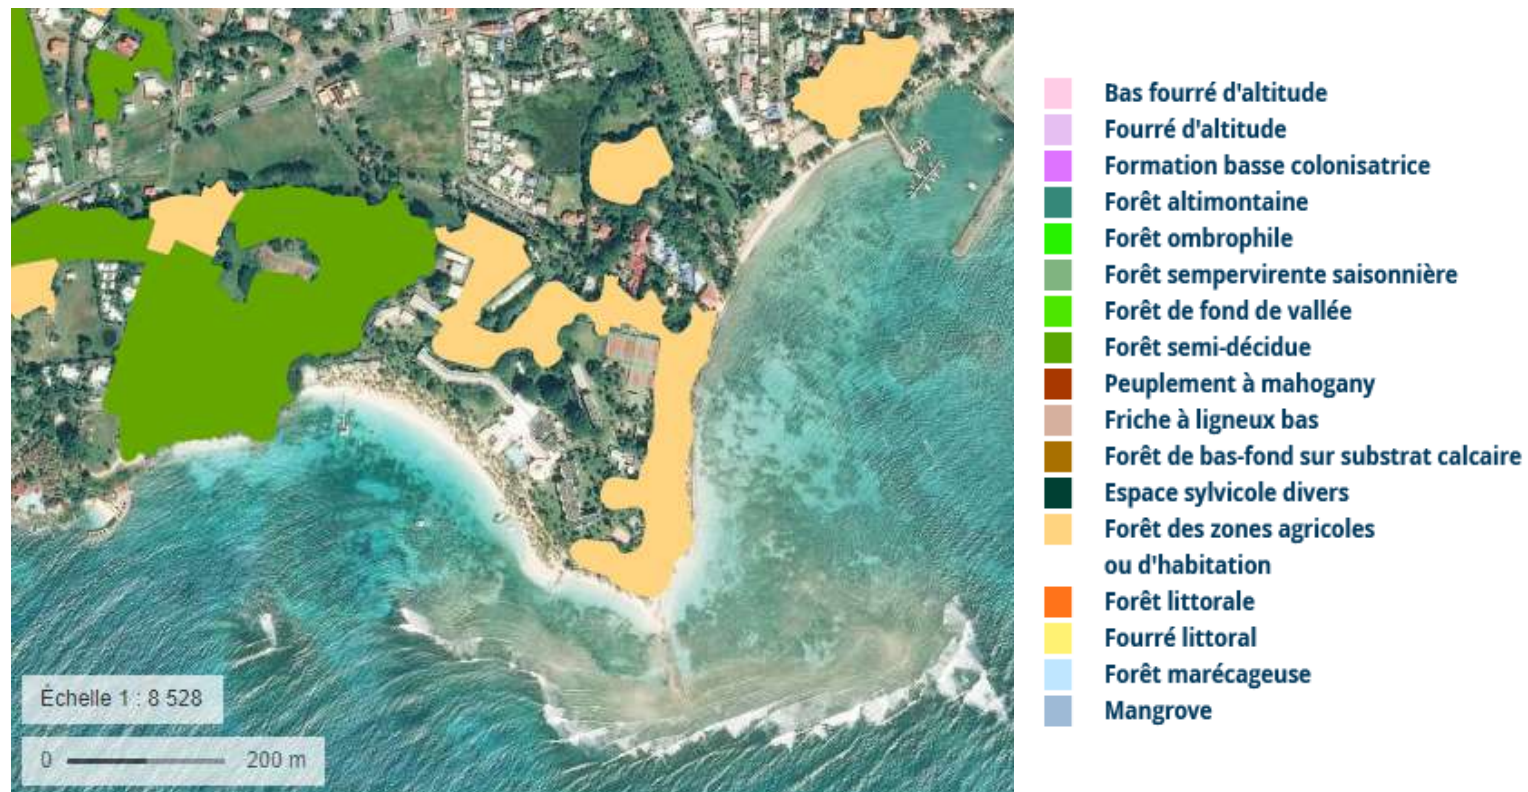 Bas fourré d'altitude
Fourré d'altitude
Formation basse colonisatrice
Forêt altimontaine
Forêt ombrophile
Forêt sempervirente saisonnière
Forêt de fond de vallée
Forêt semi-décidue
Peuplement à mahogany
Friche à ligneux bas
Forêt de bas-fond sur substrat calcaire
Espace sylvicole divers
Forêt des zones agricoles
ou d'habitation
Forêt littorale
Fourré littoral
Forêt marécageuse
Mangrove
Échelle 1 : 8 528
0 200 m